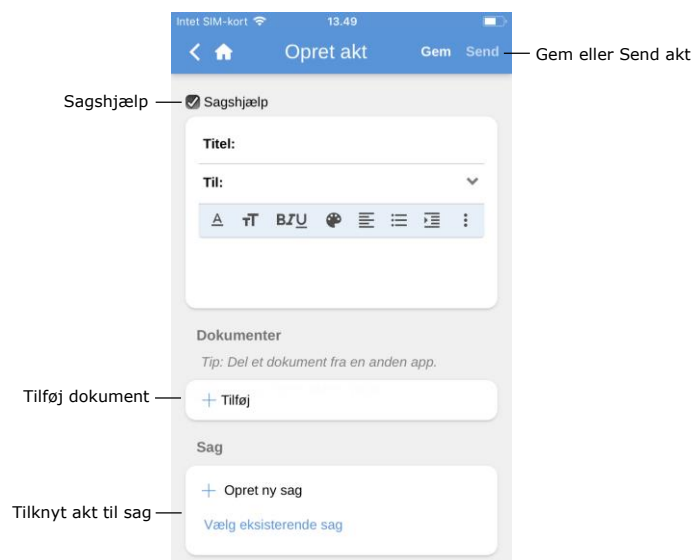 Intet SIM-kort 13.49
Opret akt Gem Send
Gem eller Send akt
Sagshjælp
Sagshjælp
Titel:
Til:
A TT BIU
Dokumenter
Tip: Del et dokument fra en anden app.
Tilføj dokument
+ Tilføj
Sag
+ Opret ny sag
Tilknyt akt til sag
Vælg eksisterende sag